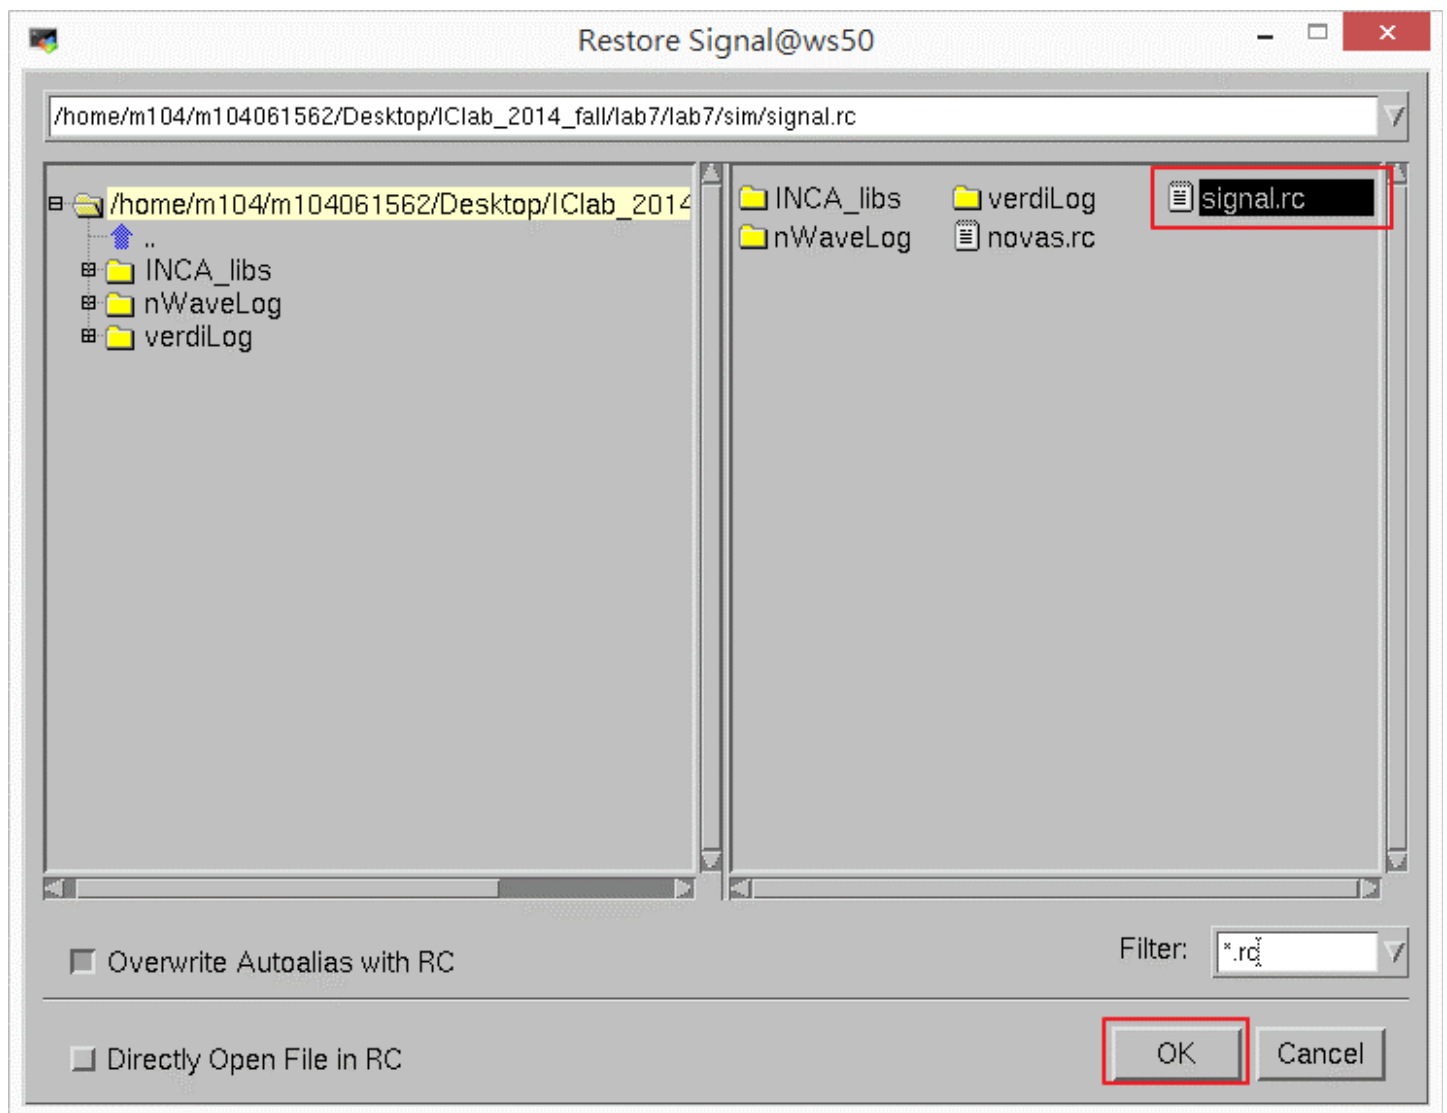 Restore Signal@ws50
/home/m104/m104061562/Desktop/IClab_2014_fall/lab7/lab7/sim/signal.rc
/home/m104/m104061562/Desktop/IClab_2014
..
INCA_libs
nWaveLog
verdiLog
INCA_libs verdiLog signal.rc
nWaveLog novas.rc
Overwrite Autoalias with RC
Filter: *.rc
Directly Open File in RC
OK Cancel